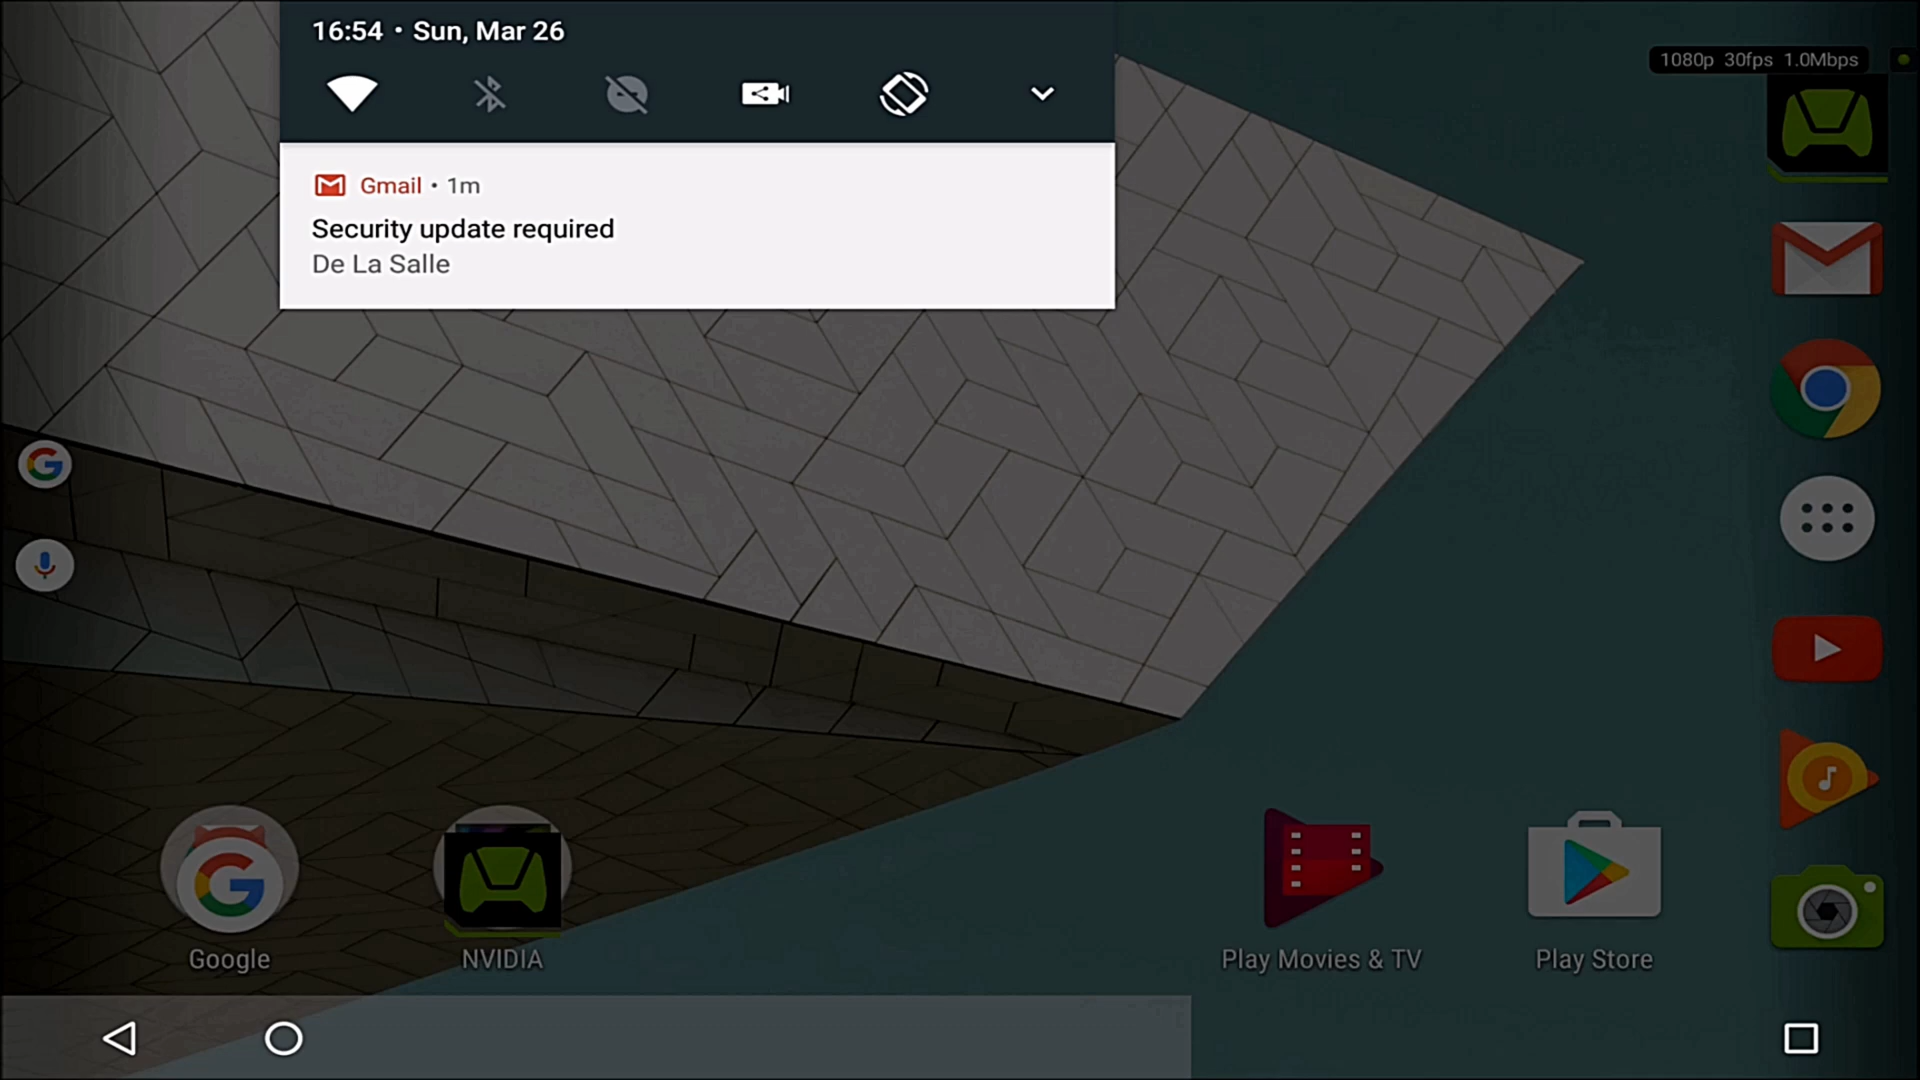 16:54 • Sun, Mar 26
1080p 30fps 1.0Mbps
Gmail • 1m
Security update required
De La Salle
Google
NVIDIA
Play Movies & TV
Play Store